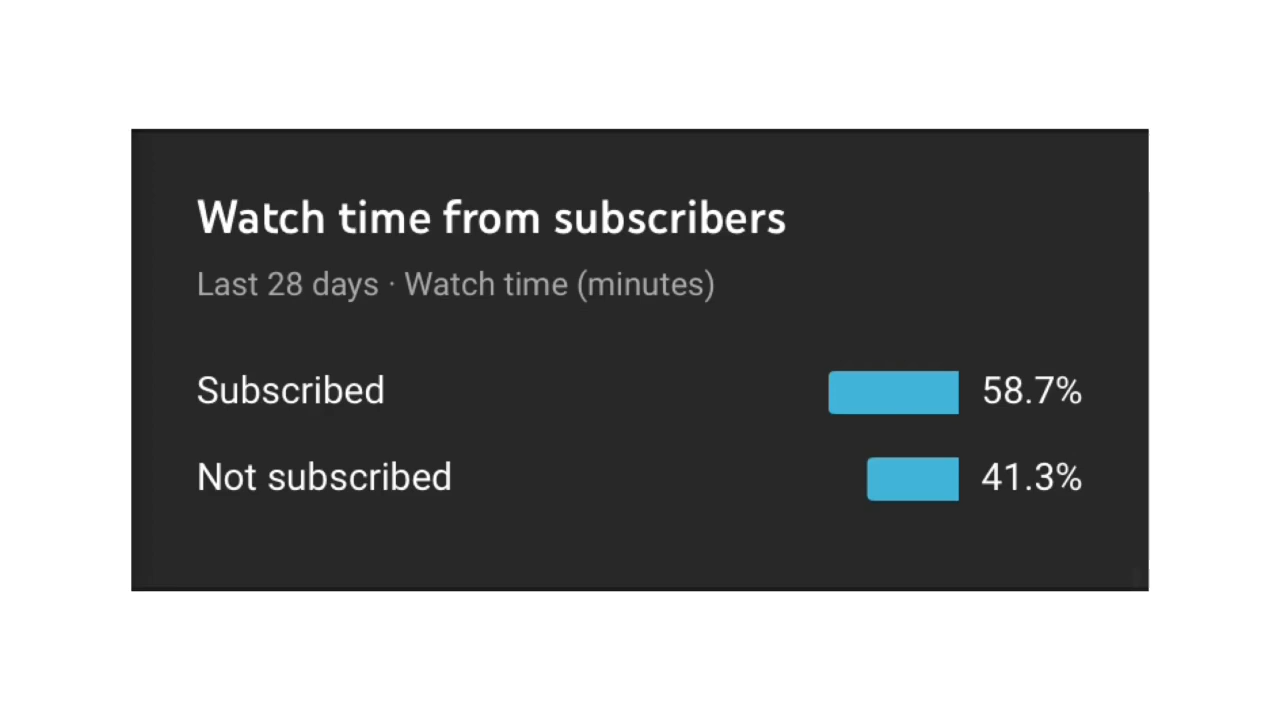 Watch time from subscribers
Last 28 days · Watch time (minutes)
Subscribed 58.7%
Not subscribed 41.3%